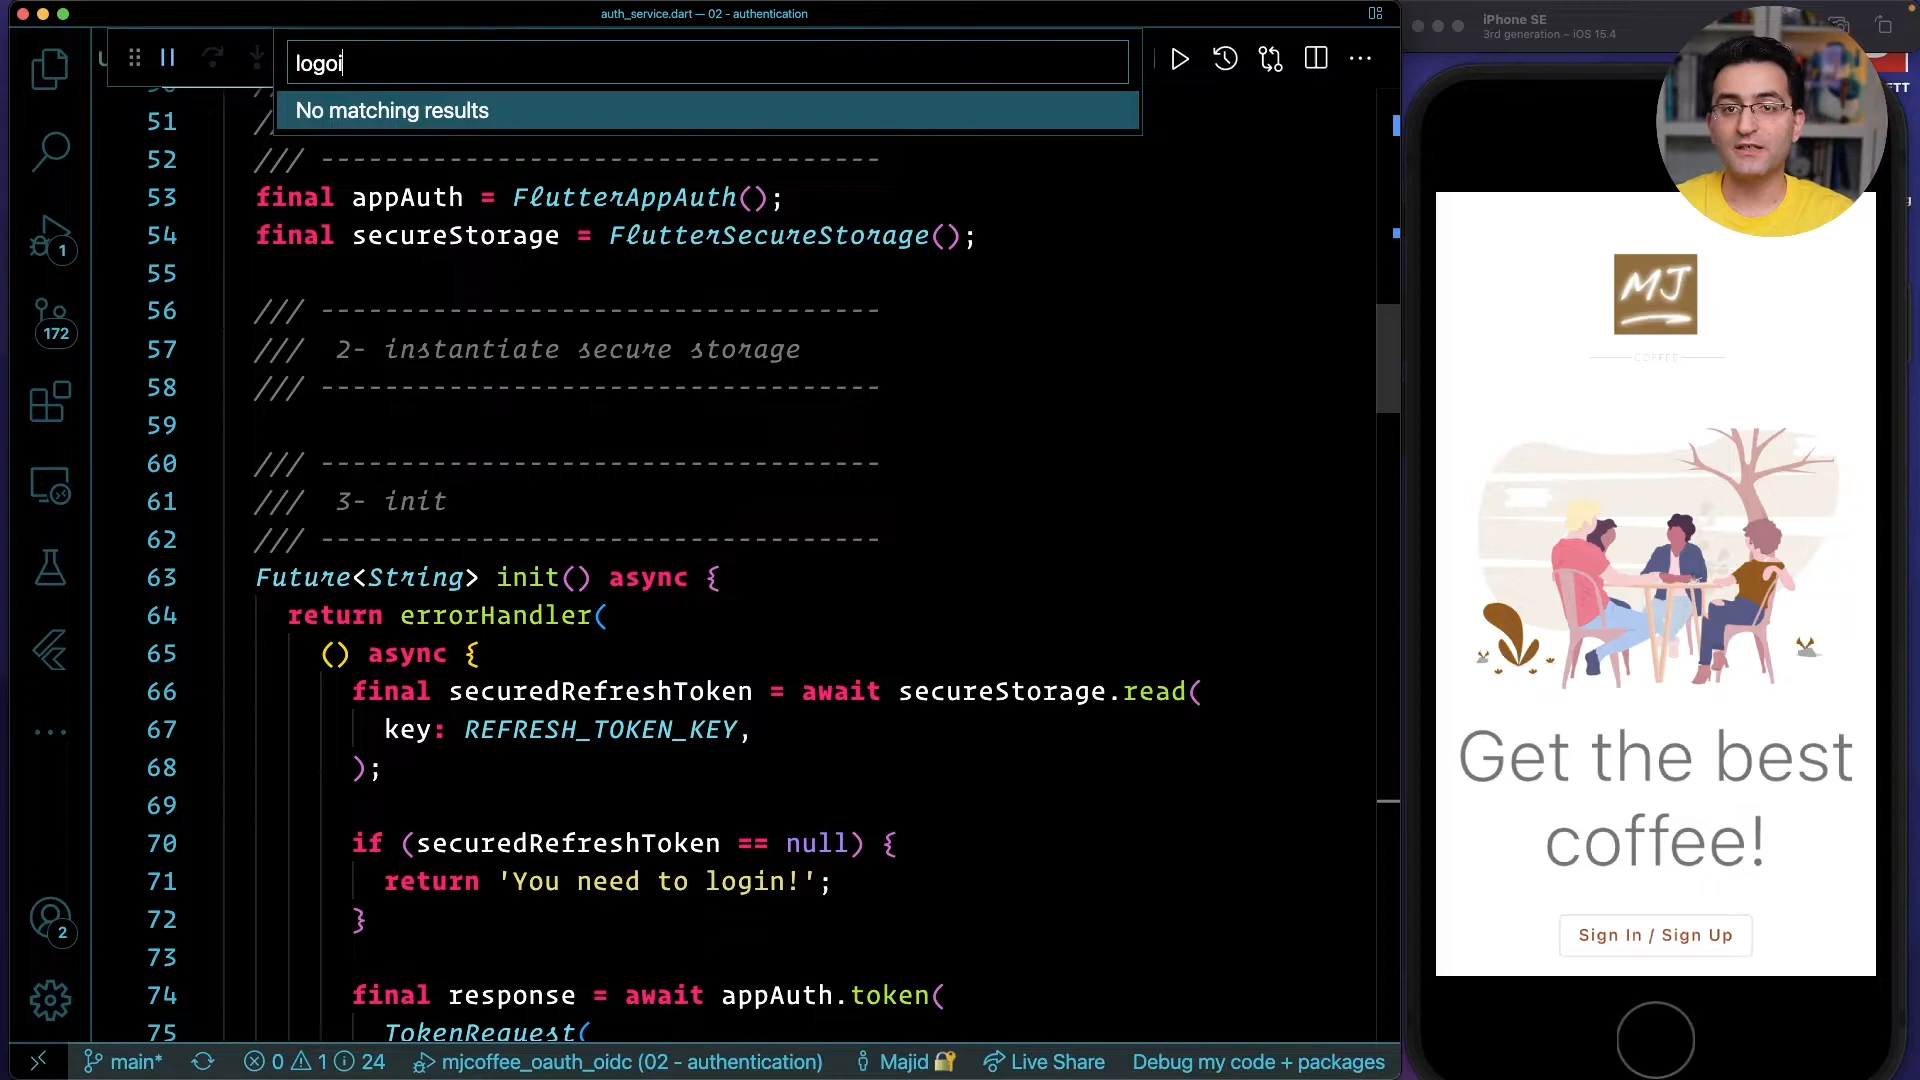 auth_service.dart — 02 - authentication
logoi
No matching results
51
52 /// -----------------------------------
53 final appAuth = FlutterAppAuth();
54 final secureStorage = FlutterSecureStorage();
55
56 /// -----------------------------------
57 /// 2- instantiate secure storage
58 /// -----------------------------------
59
60 /// -----------------------------------
61 /// 3- init
62 /// -----------------------------------
63 Future<String> init() async {
64 return errorHandler(
65 () async {
66 final securedRefreshToken = await secureStorage.read(
67 key: REFRESH_TOKEN_KEY,
68 );
69
70 if (securedRefreshToken == null) {
71 return 'You need to login!';
72 }
73
74 final response = await appAuth.token(
75 TokenRequest(
1
172
2
main* 0 1 24 mjcoffee_oauth_oidc (02 - authentication) Majid Live Share Debug my code + packages
iPhone SE
3rd generation – iOS 15.4
MJ
COFFEE
Get the best
coffee!
Sign In / Sign Up